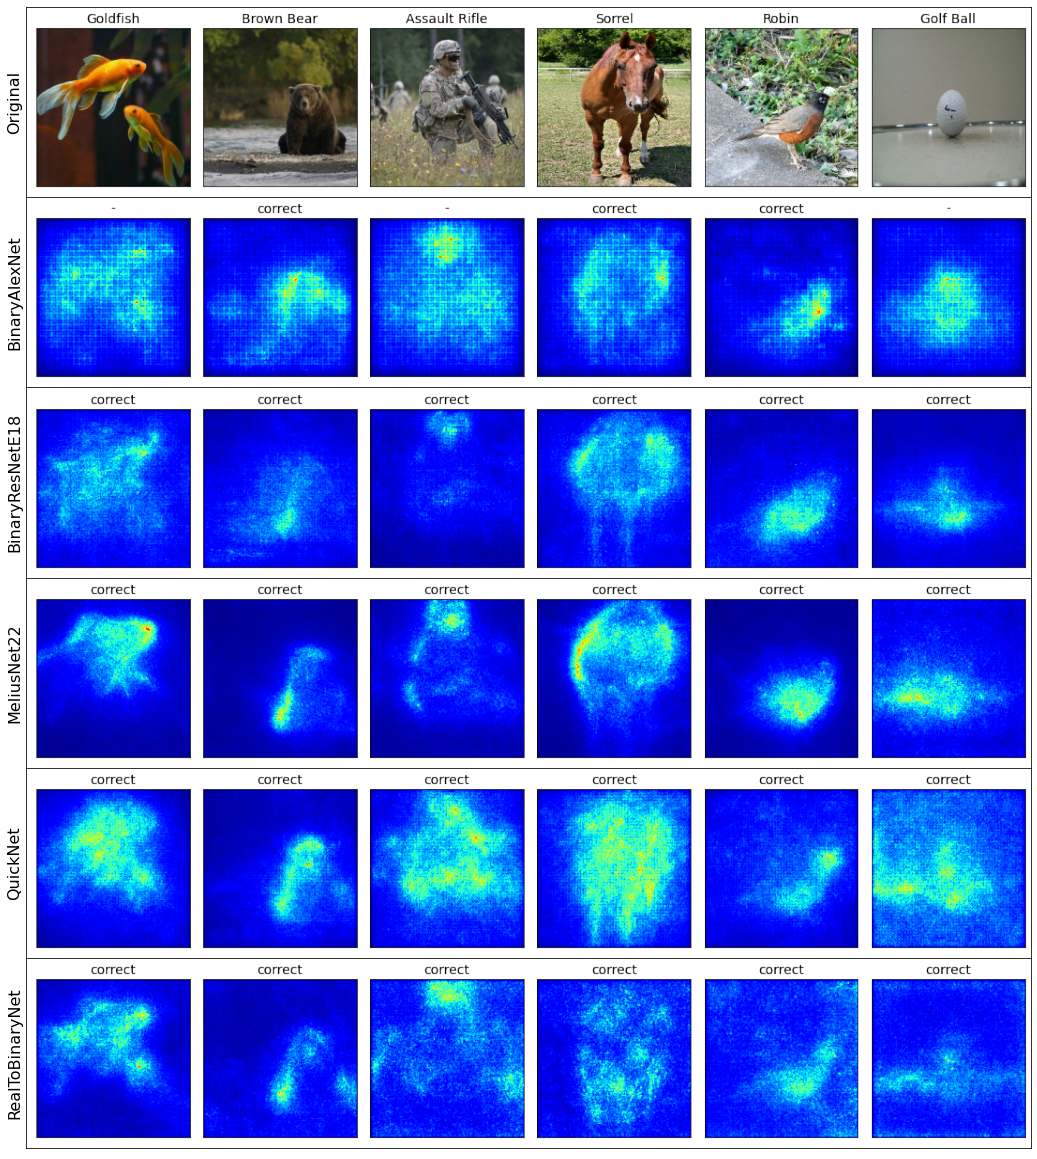 Goldfish Brown Bear Assault Rifle Sorrel Robin Golf Ball
Original
- correct - correct correct -
BinaryAlexNet
correct correct correct correct correct correct
BinaryResNetE18
correct correct correct correct correct correct
MeliusNet22
correct correct correct correct correct correct
QuickNet
correct correct correct correct correct correct
RealToBinaryNet